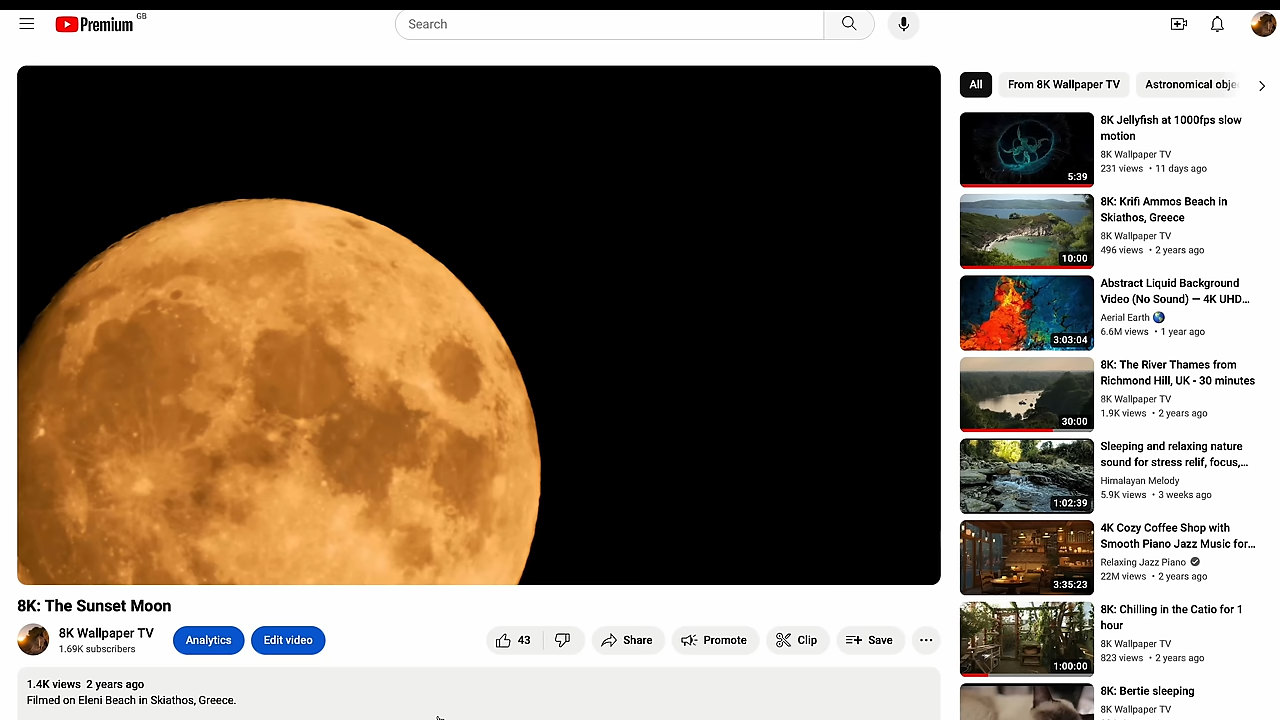 Premium GB
Search
All
From 8K Wallpaper TV
Astronomical obje
8K Jellyfish at 1000fps slow
motion
8K Wallpaper TV
231 views • 11 days ago
5:39
8K: Krifi Ammos Beach in
Skiathos, Greece
8K Wallpaper TV
496 views • 2 years ago
10:00
Abstract Liquid Background
Video (No Sound) — 4K UHD...
Aerial Earth
6.6M views • 1 year ago
3:03:04
8K: The River Thames from
Richmond Hill, UK - 30 minutes
8K Wallpaper TV
1.9K views • 2 years ago
30:00
Sleeping and relaxing nature
sound for stress relif, focus,...
Himalayan Melody
5.9K views • 3 weeks ago
1:02:39
4K Cozy Coffee Shop with
Smooth Piano Jazz Music for...
Relaxing Jazz Piano
22M views • 2 years ago
3:35:23
8K: Chilling in the Catio for 1
hour
8K Wallpaper TV
823 views • 2 years ago
1:00:00
8K: Bertie sleeping
8K Wallpaper TV
8K: The Sunset Moon
8K Wallpaper TV
1.69K subscribers
Analytics
Edit video
43
Share
Promote
Clip
Save
1.4K views 2 years ago
Filmed on Eleni Beach in Skiathos, Greece.